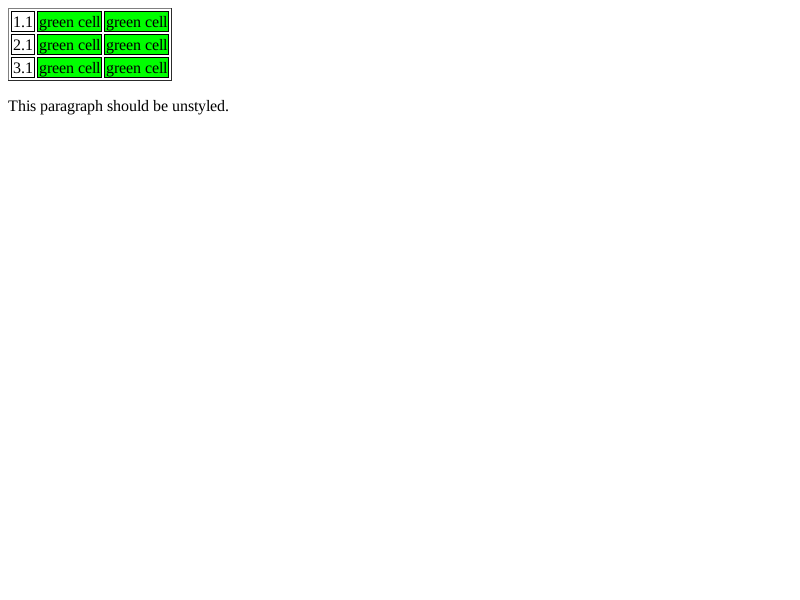 1.1 green cell green cell
2.1 green cell green cell
3.1 green cell green cell
This paragraph should be unstyled.